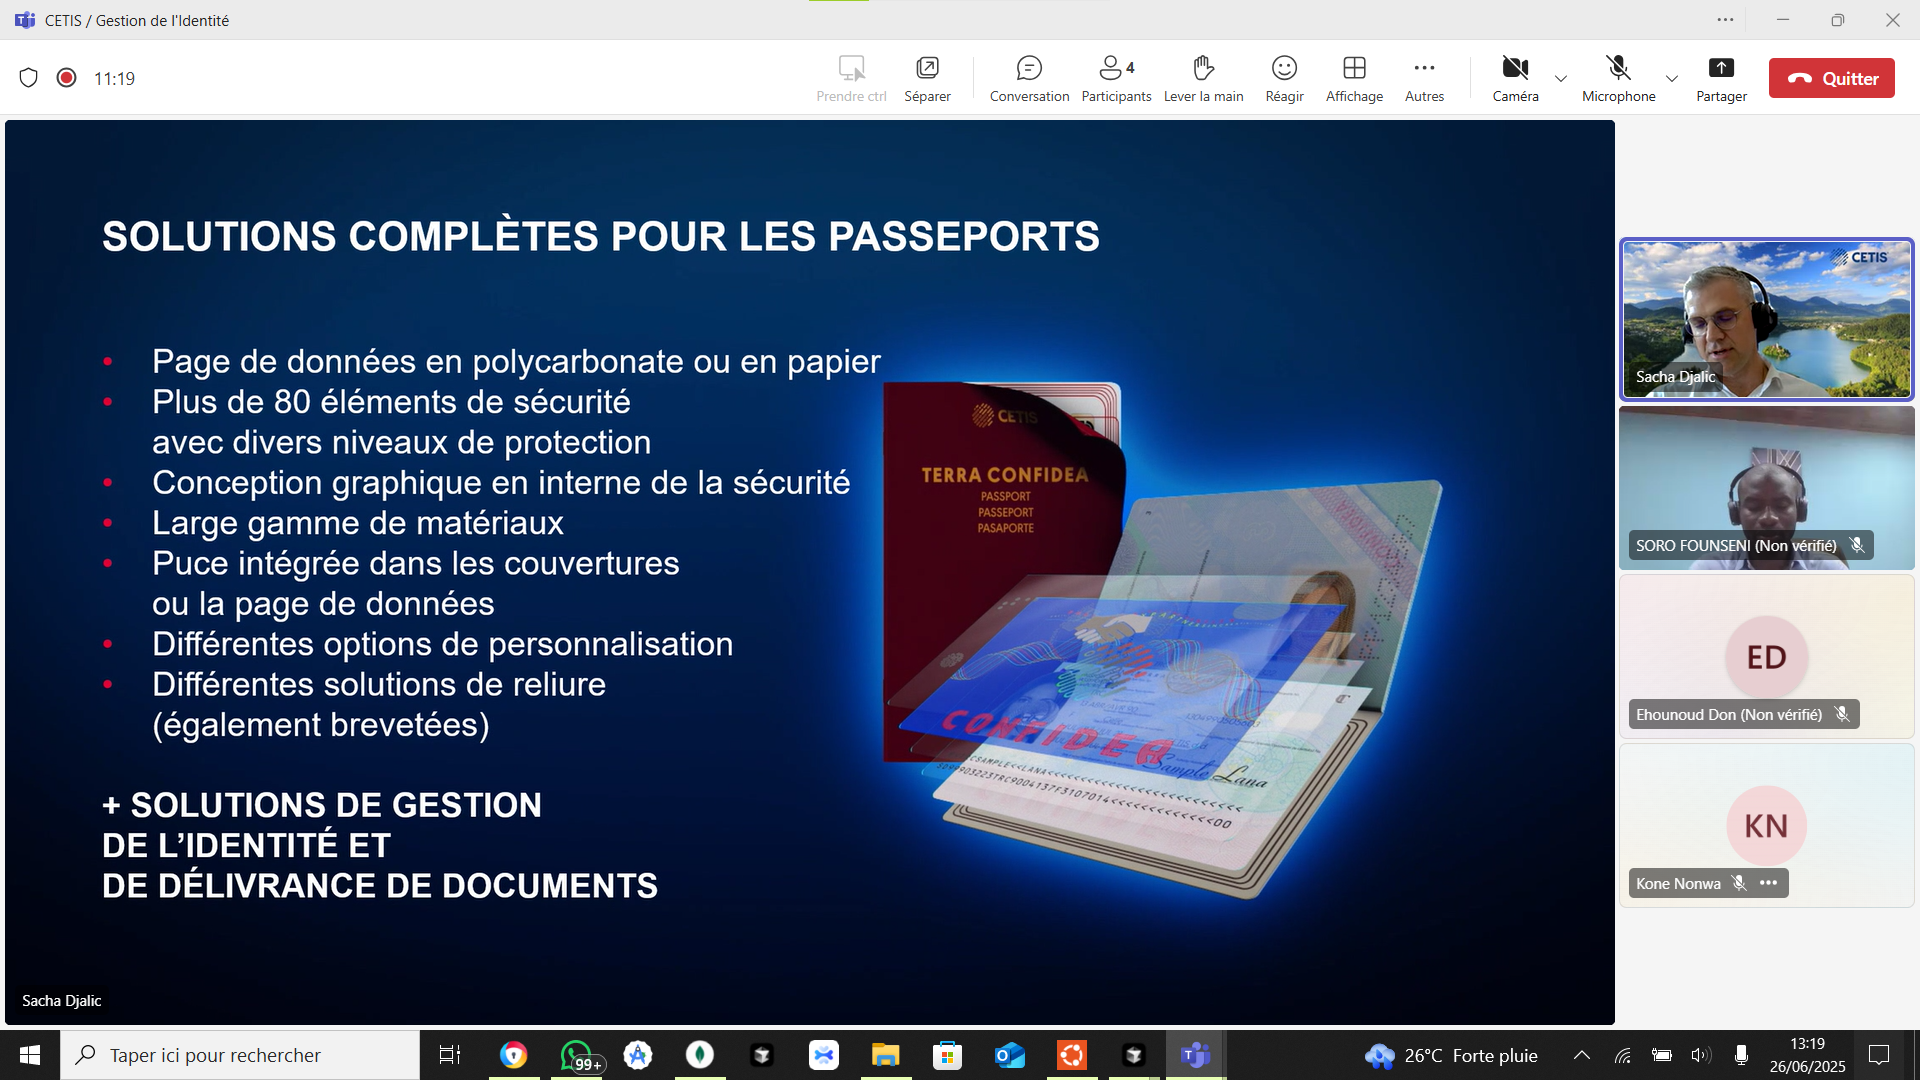 CETIS / Gestion de l'Identité
11:19
Prendre ctrl
Séparer
Conversation
4
Participants
Lever la main
Réagir
Affichage
Autres
Caméra
Microphone
Partager
Quitter
SOLUTIONS COMPLÈTES POUR LES PASSEPORTS
• Page de données en polycarbonate ou en papier
• Plus de 80 éléments de sécurité
avec divers niveaux de protection
• Conception graphique en interne de la sécurité
• Large gamme de matériaux
• Puce intégrée dans les couvertures
ou la page de données
• Différentes options de personnalisation
• Différentes solutions de reliure
(également brevetées)
+ SOLUTIONS DE GESTION
DE L’IDENTITÉ ET
DE DÉLIVRANCE DE DOCUMENTS
CETIS
TERRA CONFIDEA
PASSPORT
PASSEPORT
PASAPORTE
CONFIDEA
Sample Lana
Sacha Djalic
CETIS
Sacha Djalic
SORO FOUNSENI (Non vérifié)
ED
Ehounoud Don (Non vérifié)
KN
Kone Nonwa
Taper ici pour rechercher
99+
26°C Forte pluie
13:19
26/06/2025